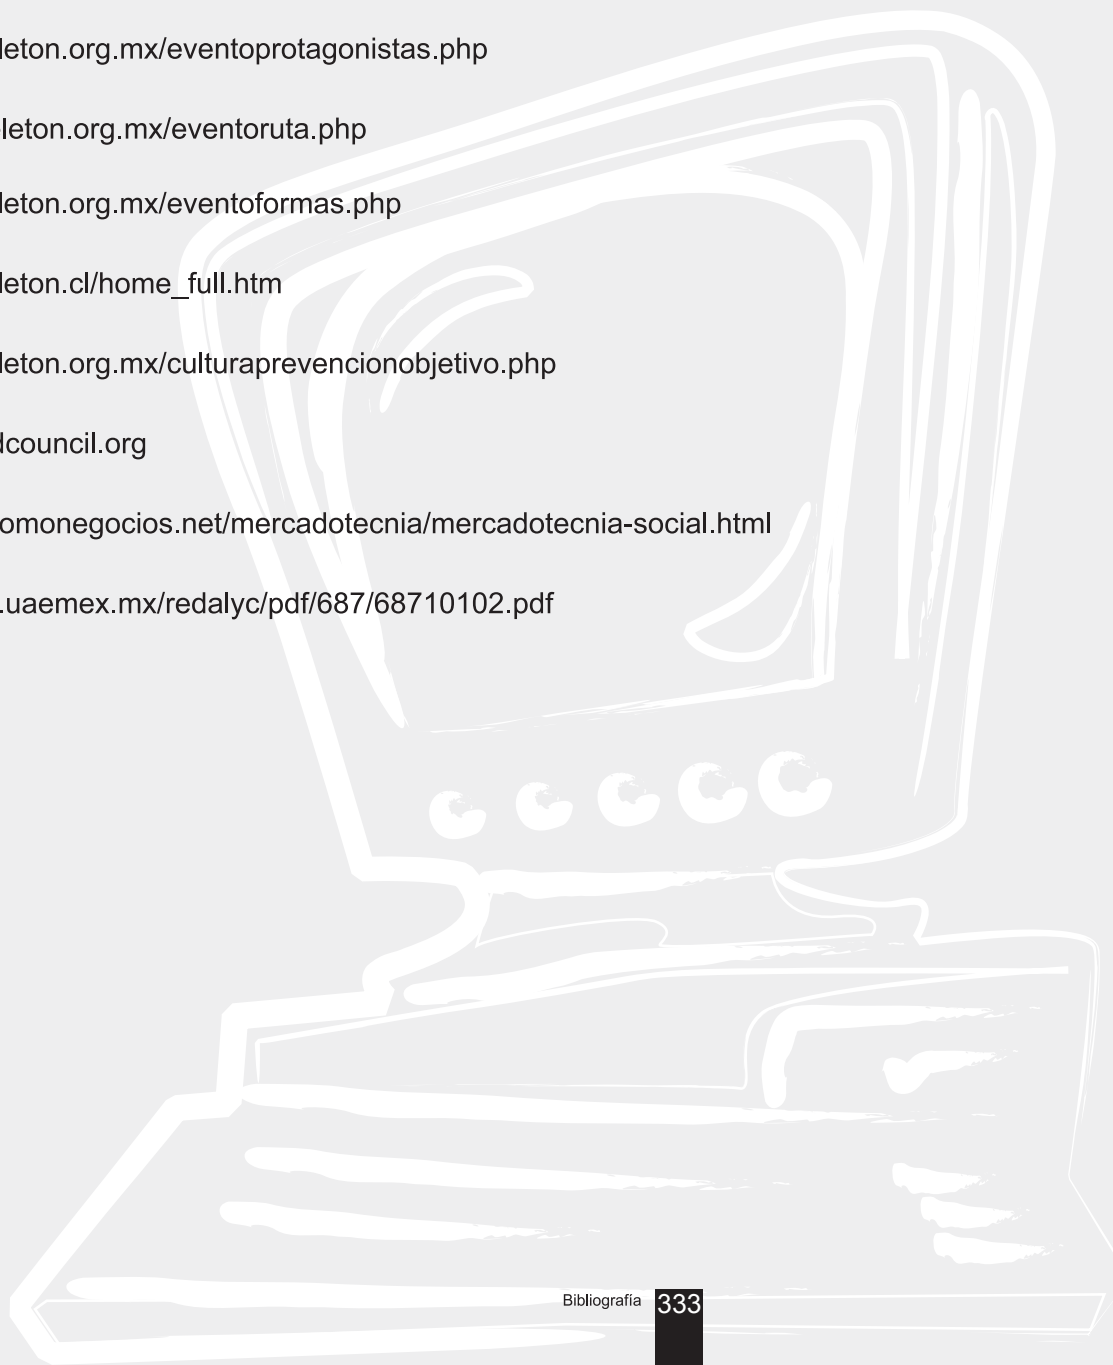 leton.org.mx/eventoprotagonistas.php
leton.org.mx/eventoruta.php
leton.org.mx/eventoformas.php
leton.cl/home_full.htm
leton.org.mx/culturaprevencionobjetivo.php
dcouncil.org
omonegocios.net/mercadotecnia/mercadotecnia-social.html
.uaemex.mx/redalyc/pdf/687/68710102.pdf
Bibliografía 333